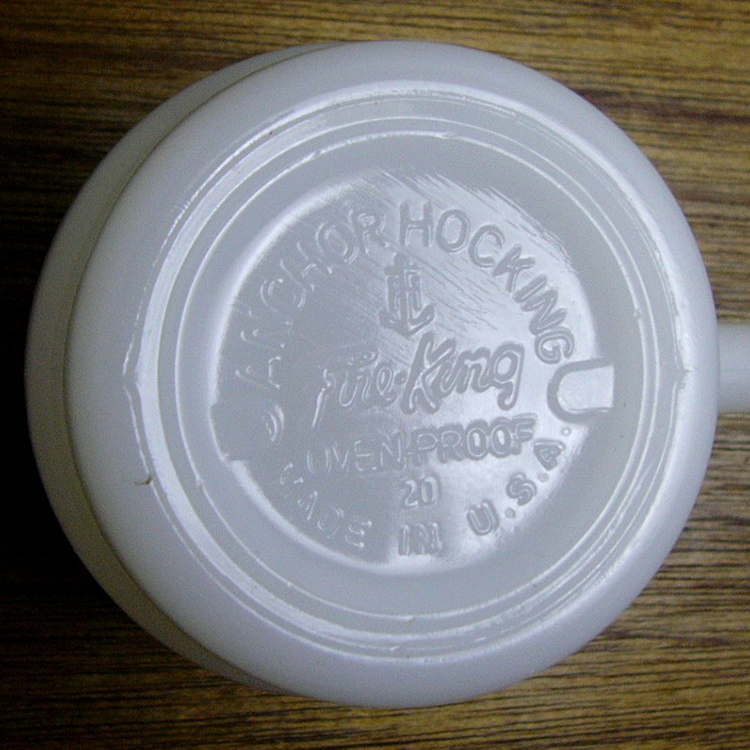 ANCHOR HOCKING
Fire-King
OVEN-PROOF
20
MADE IN U.S.A.